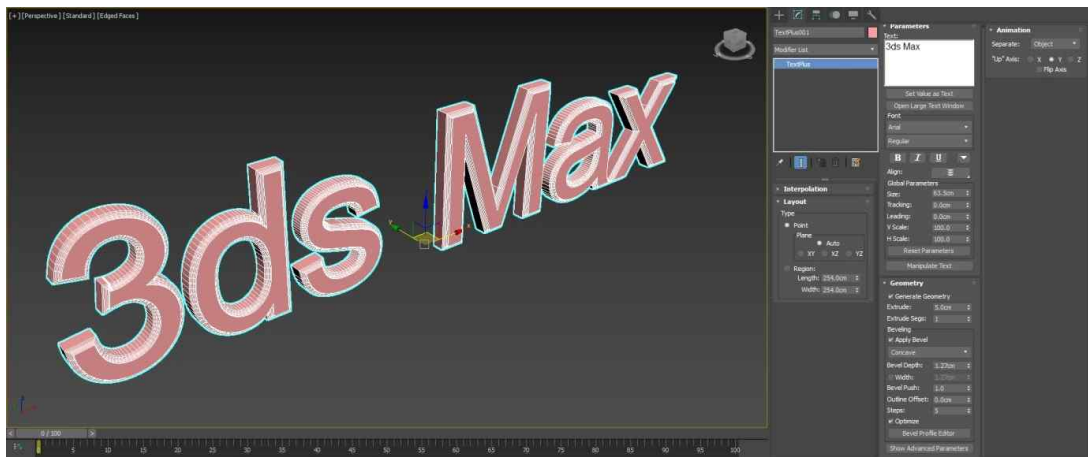 [+] [Perspective] [Standard] [Edged Faces]
3ds Max
0 / 100
5 10 15 20 25 30 35 40 45 50 55 60 65 70 75 80 85 90 95 100
TextPlus001
Modifier List
TextPlus
Interpolation
Layout
Type
Point
Plane
Auto
XY XZ YZ
Region:
Length: 254.0cm
Width: 254.0cm
Parameters
Text:
3ds Max
Set Value as Text
Open Large Text Window
Font
Arial
Regular
B I U
Align:
Global Parameters
Size: 63.5cm
Tracking: 0.0cm
Leading: 0.0cm
V Scale: 100.0
H Scale: 100.0
Reset Parameters
Manipulate Text
Geometry
Generate Geometry
Extrude: 5.0cm
Extrude Segs: 1
Beveling
Apply Bevel
Concave
Bevel Depth: 1.27cm
Width: 1.27cm
Bevel Push: 1.0
Outline Offset: 0.0cm
Steps: 5
Optimize
Bevel Profile Editor
Show Advanced Parameters
Animation
Separate: Object
"Up" Axis: X Y Z
Flip Axis